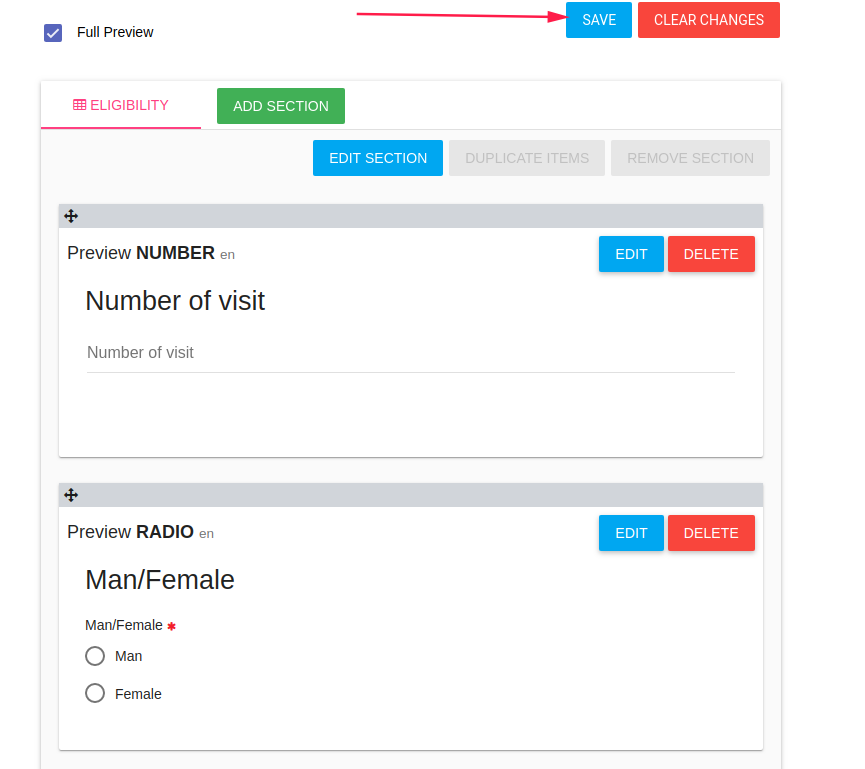 Full Preview
SAVE CLEAR CHANGES
ELIGIBILITY ADD SECTION
EDIT SECTION DUPLICATE ITEMS REMOVE SECTION
Preview NUMBER en EDIT DELETE
Number of visit
Number of visit
Preview RADIO en EDIT DELETE
Man/Female
Man/Female *
Man
Female